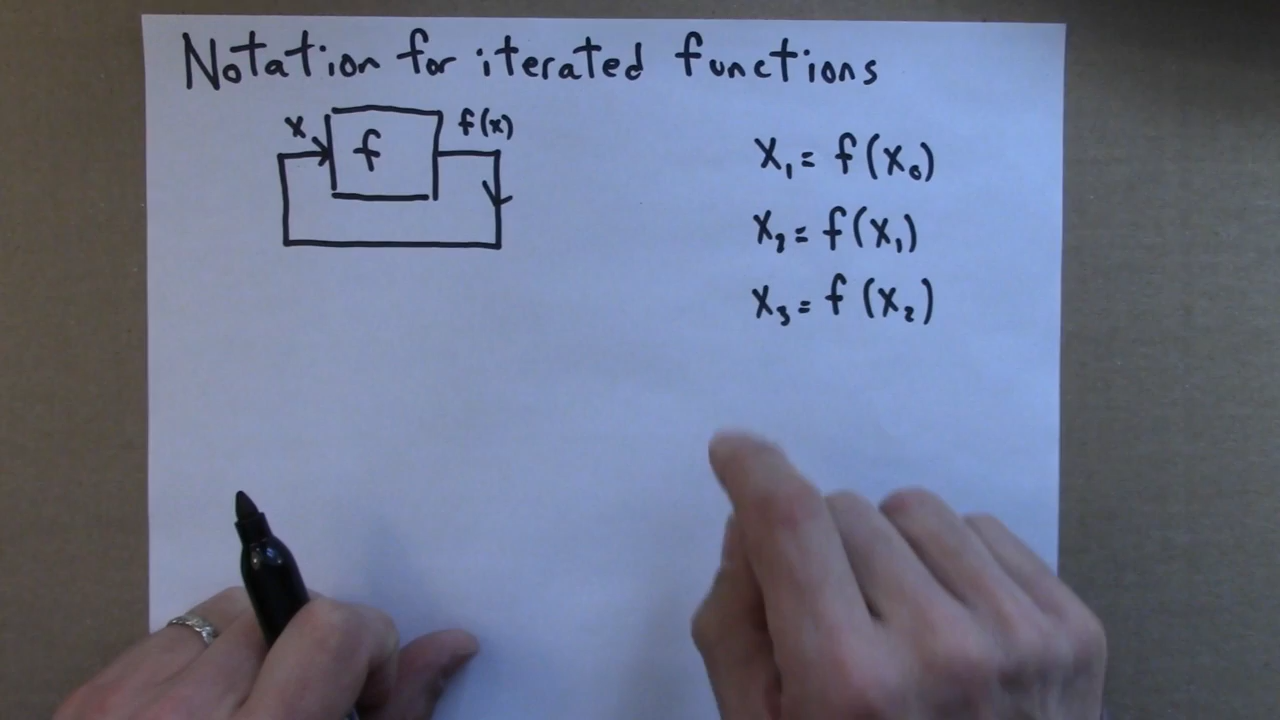 Notation for iterated functions
x f(x)
f
x₁ = f(x₀)
x₂ = f(x₁)
x₃ = f(x₂)